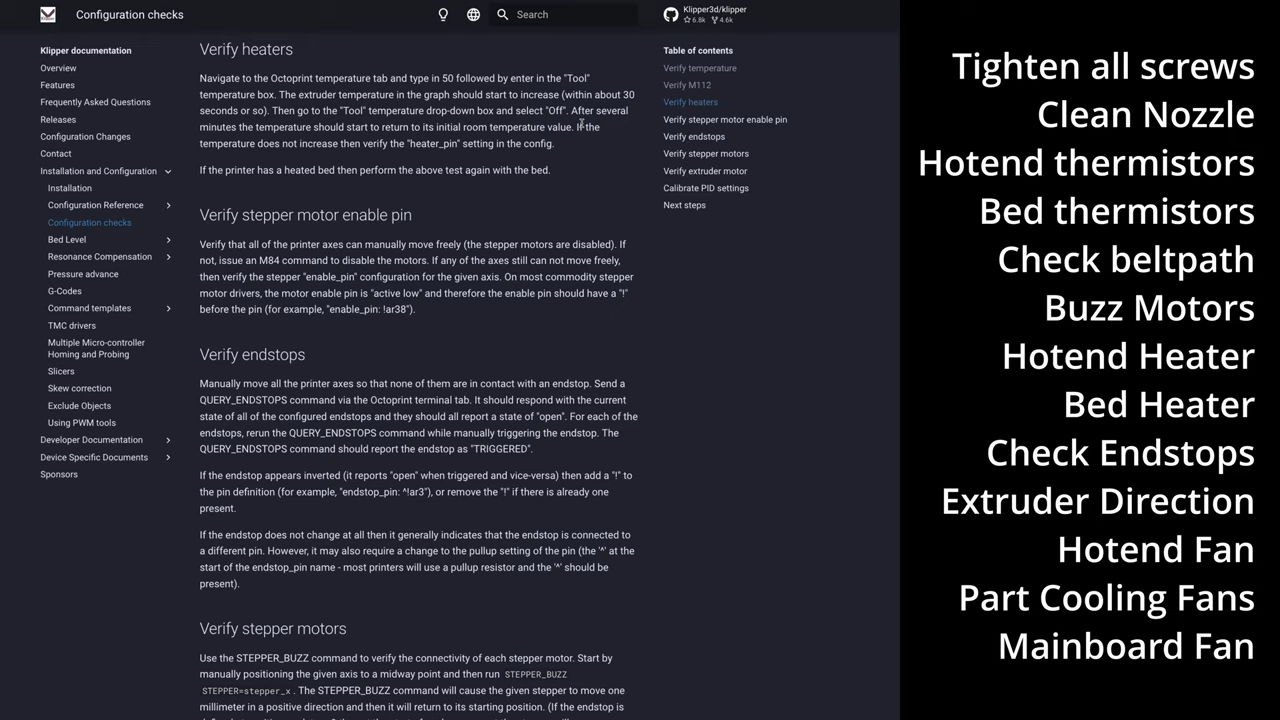 Configuration checks
Search
Klipper3d/klipper
6.8k 4.6k
Klipper documentation
Overview
Features
Frequently Asked Questions
Releases
Configuration Changes
Contact
Installation and Configuration
Installation
Configuration Reference
Configuration checks
Bed Level
Resonance Compensation
Pressure advance
G-Codes
Command templates
TMC drivers
Multiple Micro-controller
Homing and Probing
Slicers
Skew correction
Exclude Objects
Using PWM tools
Developer Documentation
Device Specific Documents
Sponsors
Verify heaters
Navigate to the Octoprint temperature tab and type in 50 followed by enter in the "Tool"
temperature box. The extruder temperature in the graph should start to increase (within about 30
seconds or so). Then go to the "Tool" temperature drop-down box and select "Off". After several
minutes the temperature should start to return to its initial room temperature value. If the
temperature does not increase then verify the "heater_pin" setting in the config.
If the printer has a heated bed then perform the above test again with the bed.
Verify stepper motor enable pin
Verify that all of the printer axes can manually move freely (the stepper motors are disabled). If
not, issue an M84 command to disable the motors. If any of the axes still can not move freely,
then verify the stepper "enable_pin" configuration for the given axis. On most commodity stepper
motor drivers, the motor enable pin is "active low" and therefore the enable pin should have a "!"
before the pin (for example, "enable_pin: !ar38").
Verify endstops
Manually move all the printer axes so that none of them are in contact with an endstop. Send a
QUERY_ENDSTOPS command via the Octoprint terminal tab. It should respond with the current
state of all of the configured endstops and they should all report a state of "open". For each of the
endstops, rerun the QUERY_ENDSTOPS command while manually triggering the endstop. The
QUERY_ENDSTOPS command should report the endstop as "TRIGGERED".
If the endstop appears inverted (it reports "open" when triggered and vice-versa) then add a "!" to
the pin definition (for example, "endstop_pin: ^!ar3"), or remove the "!" if there is already one
present.
If the endstop does not change at all then it generally indicates that the endstop is connected to
a different pin. However, it may also require a change to the pullup setting of the pin (the '^' at the
start of the endstop_pin name - most printers will use a pullup resistor and the '^' should be
present).
Verify stepper motors
Use the STEPPER_BUZZ command to verify the connectivity of each stepper motor. Start by
manually positioning the given axis to a midway point and then run STEPPER_BUZZ
STEPPER=stepper_x . The STEPPER_BUZZ command will cause the given stepper to move one
millimeter in a positive direction and then it will return to its starting position. (If the endstop is
Table of contents
Verify temperature
Verify M112
Verify heaters
Verify stepper motor enable pin
Verify endstops
Verify stepper motors
Verify extruder motor
Calibrate PID settings
Next steps
Tighten all screws
Clean Nozzle
Hotend thermistors
Bed thermistors
Check beltpath
Buzz Motors
Hotend Heater
Bed Heater
Check Endstops
Extruder Direction
Hotend Fan
Part Cooling Fans
Mainboard Fan